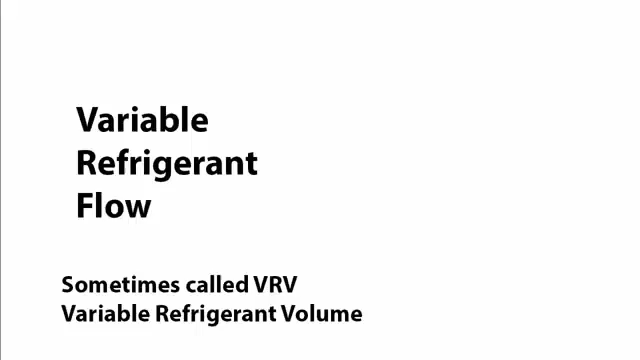 Variable
Refrigerant
Flow
Sometimes called VRV
Variable Refrigerant Volume